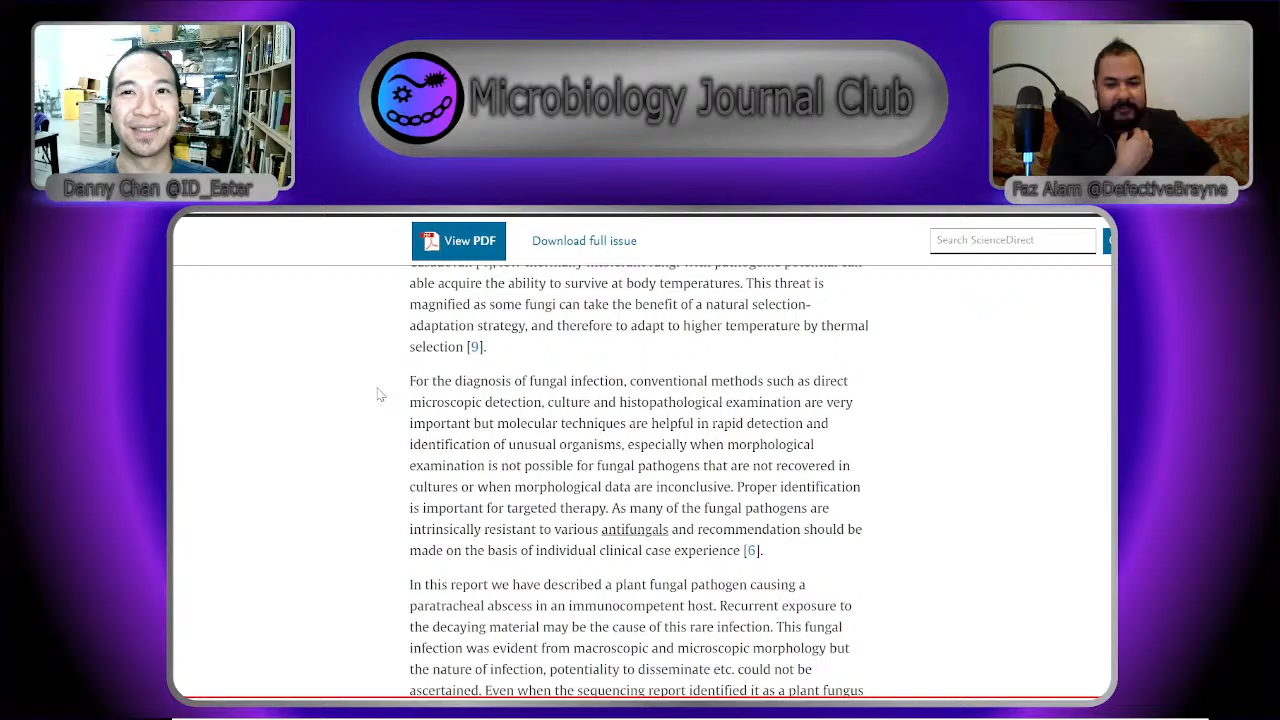 Microbiology Journal Club
Danny Chan @ID_Eater
Faz Alam @DefectiveBrayne
View PDF
Download full issue
Search ScienceDirect
able acquire the ability to survive at body temperatures. This threat is
magnified as some fungi can take the benefit of a natural selection-
adaptation strategy, and therefore to adapt to higher temperature by thermal
selection [9].
For the diagnosis of fungal infection, conventional methods such as direct
microscopic detection, culture and histopathological examination are very
important but molecular techniques are helpful in rapid detection and
identification of unusual organisms, especially when morphological
examination is not possible for fungal pathogens that are not recovered in
cultures or when morphological data are inconclusive. Proper identification
is important for targeted therapy. As many of the fungal pathogens are
intrinsically resistant to various antifungals and recommendation should be
made on the basis of individual clinical case experience [6].
In this report we have described a plant fungal pathogen causing a
paratracheal abscess in an immunocompetent host. Recurrent exposure to
the decaying material may be the cause of this rare infection. This fungal
infection was evident from macroscopic and microscopic morphology but
the nature of infection, potentiality to disseminate etc. could not be
ascertained. Even when the sequencing report identified it as a plant fungus